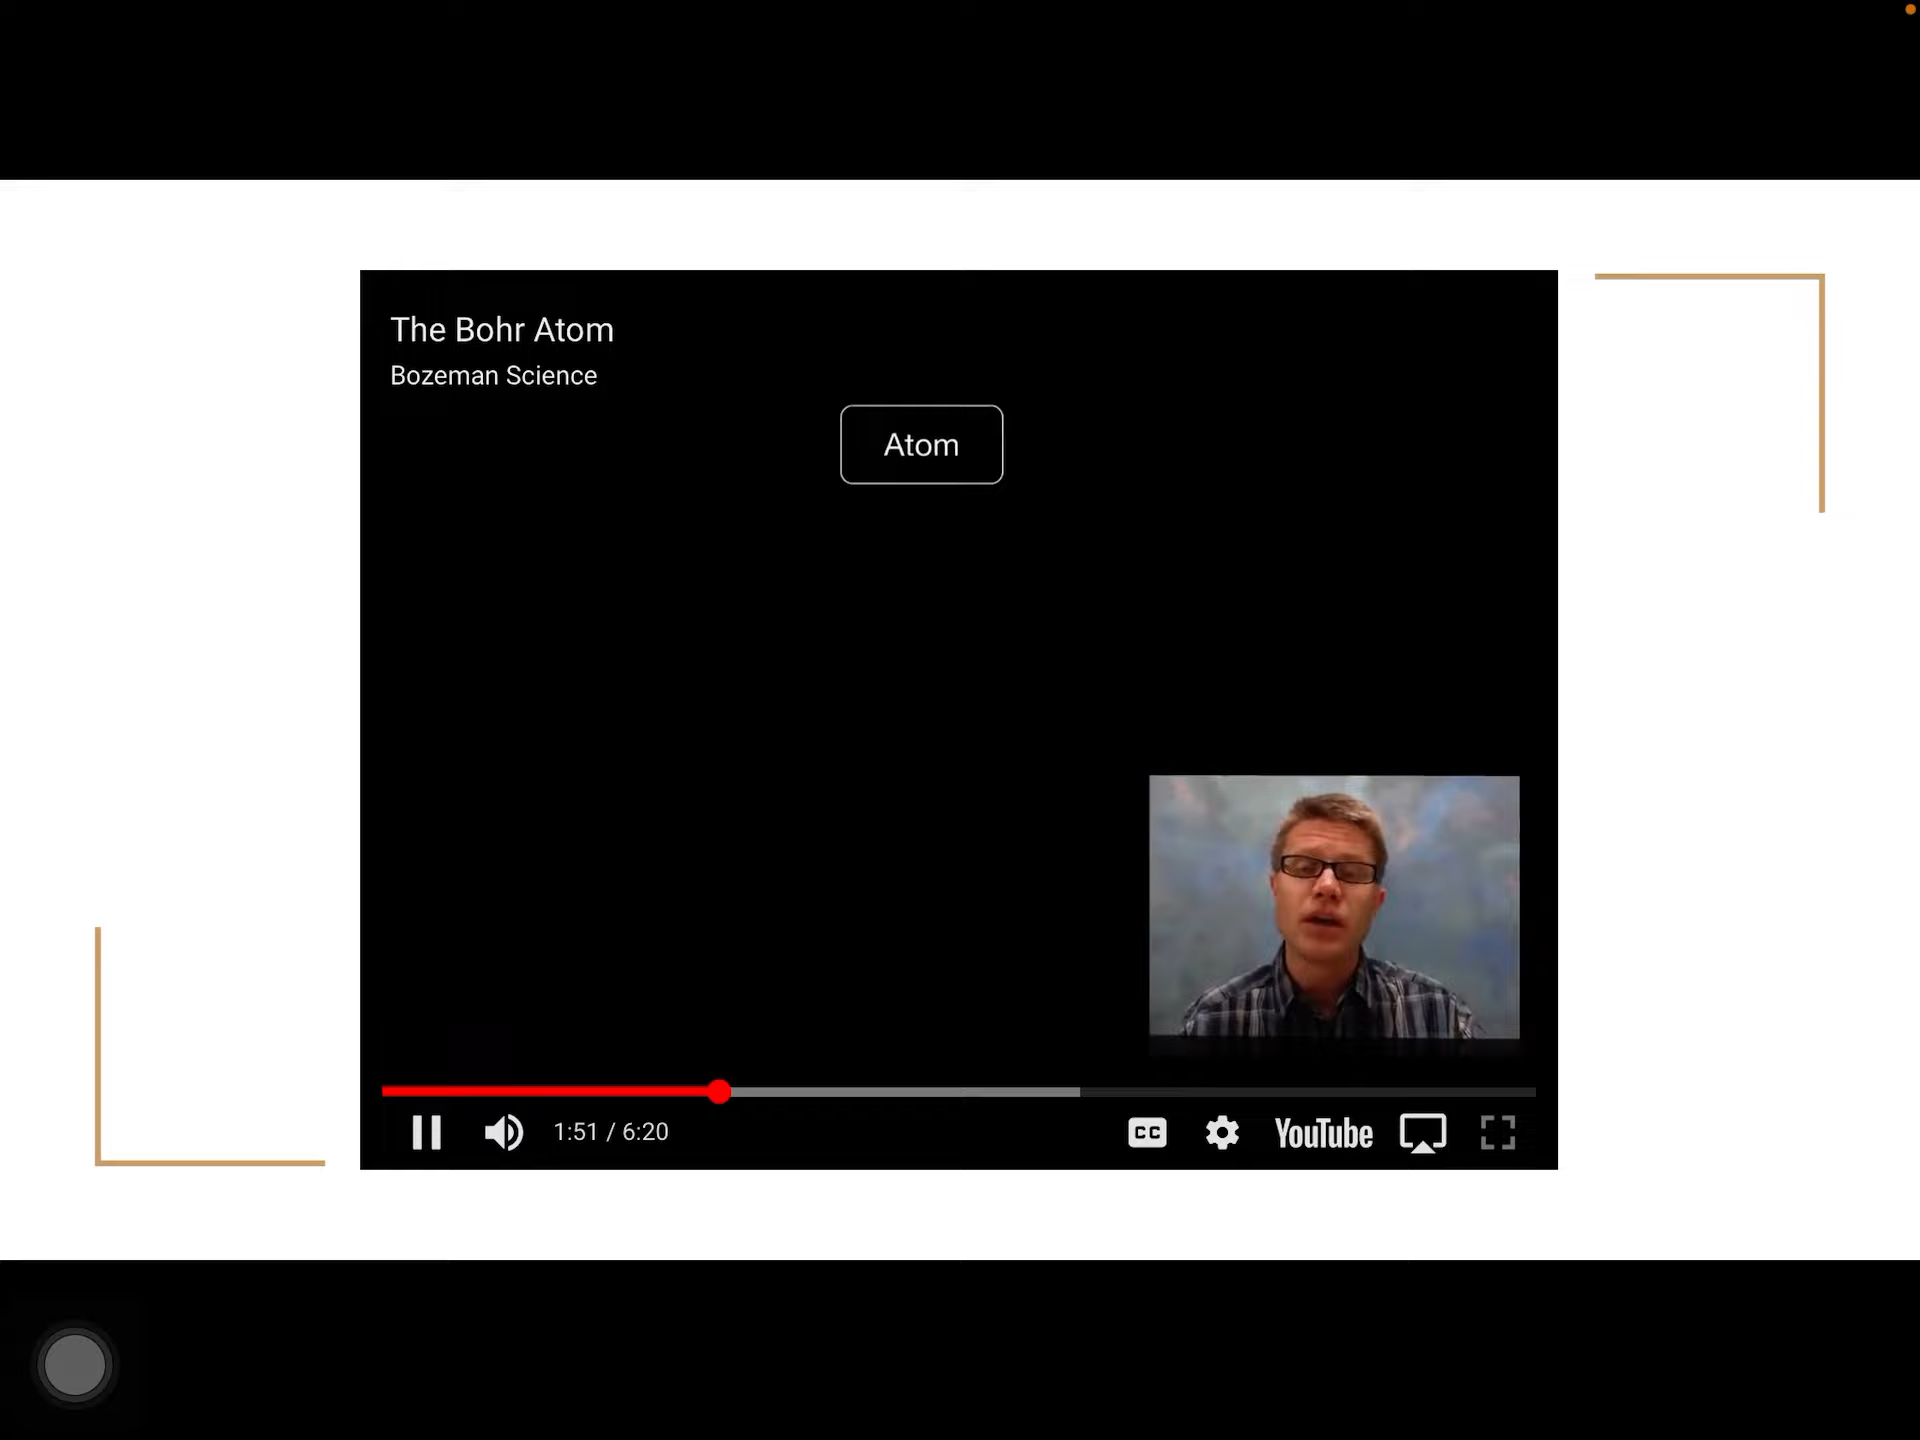 The Bohr Atom
Bozeman Science
Atom
1:51 / 6:20
CC
YouTube